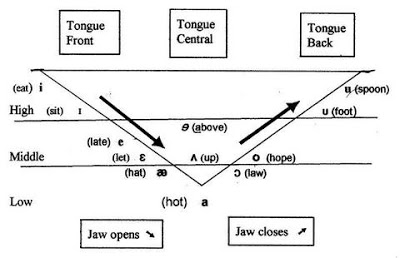 Tongue
Front
Tongue
Central
Tongue
Back
(eat) i
ʉ (spoon)
High (sit) ɪ
ʊ (foot)
ɘ (above)
(late) e
Middle (let) ɛ ʌ (up) o (hope)
(hat) æ ɔ (law)
Low (hot) a
Jaw opens ↘
Jaw closes ↗